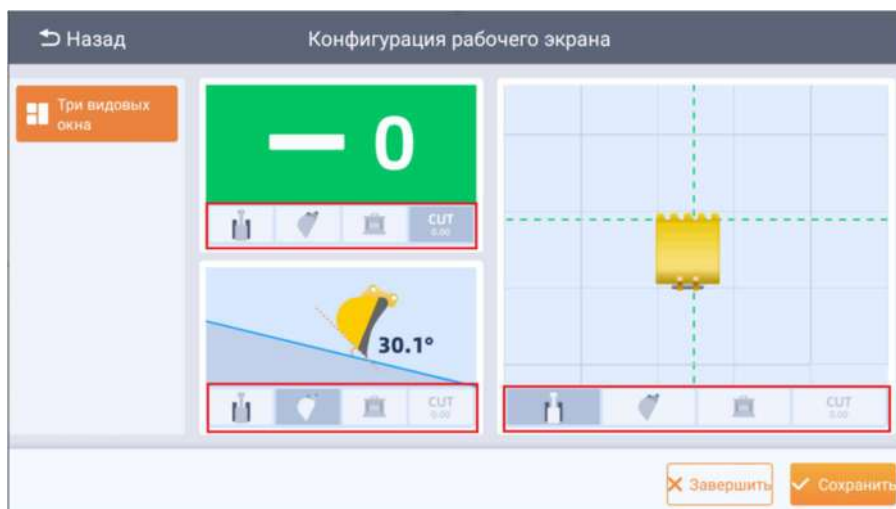 Назад
Конфигурация рабочего экрана
Три видовых
окна
0
CUT
0.00
30.1°
CUT
0.00
CUT
0.00
Завершить
Сохранить